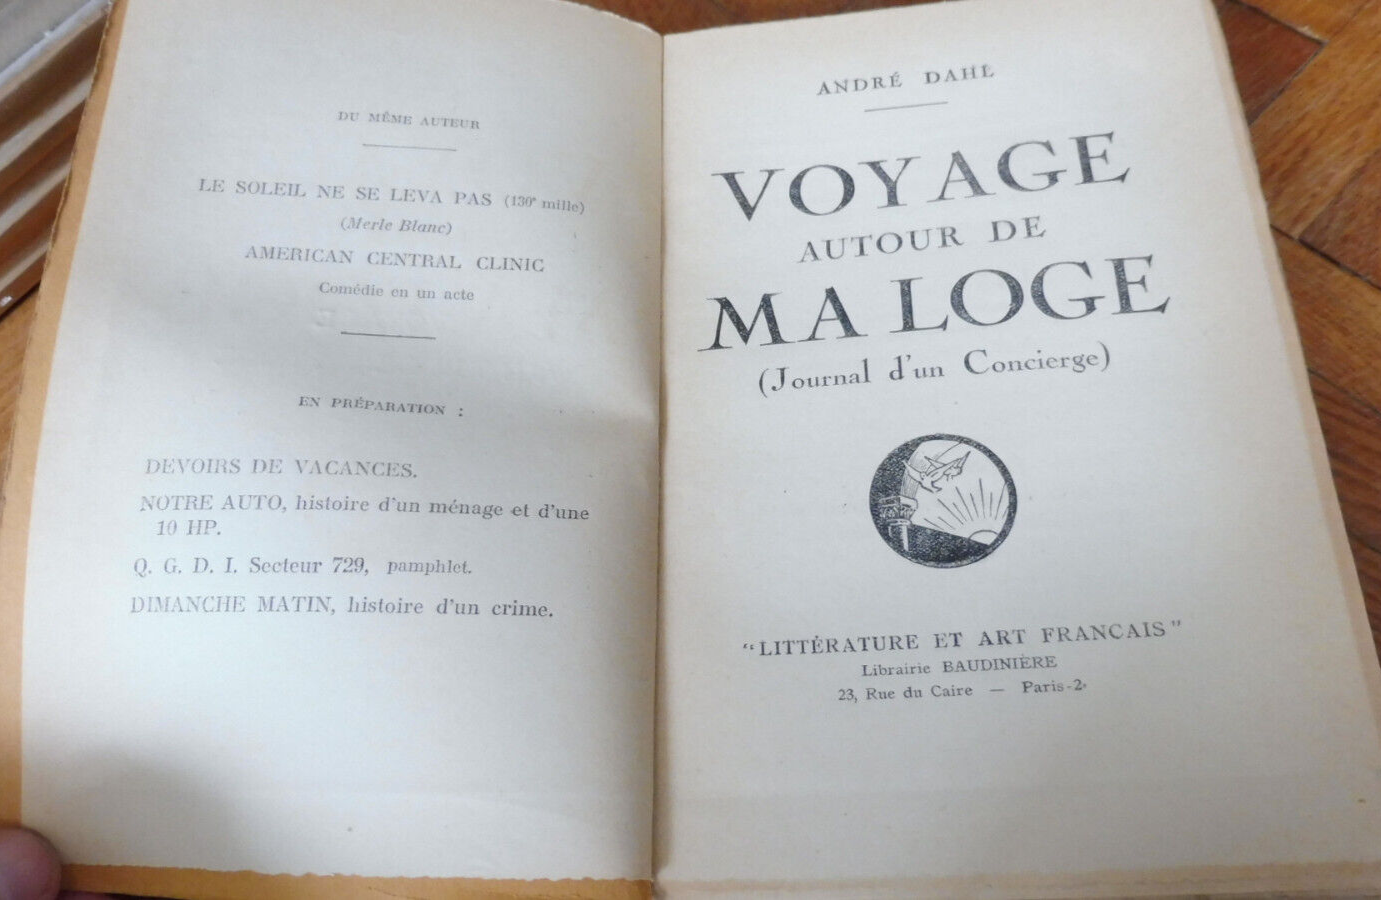 DU MÊME AUTEUR
LE SOLEIL NE SE LEVA PAS (130e mille)
(Merle Blanc)
AMERICAN CENTRAL CLINIC
Comédie en un acte
EN PRÉPARATION :
DEVOIRS DE VACANCES.
NOTRE AUTO, histoire d'un ménage et d'une
10 HP.
Q. G. D. I. Secteur 729, pamphlet.
DIMANCHE MATIN, histoire d'un crime.
ANDRÉ DAHL
VOYAGE
AUTOUR DE
MA LOGE
(Journal d'un Concierge)
"LITTÉRATURE ET ART FRANCAIS"
Librairie BAUDINIÈRE
23, Rue du Caire — Paris-2e